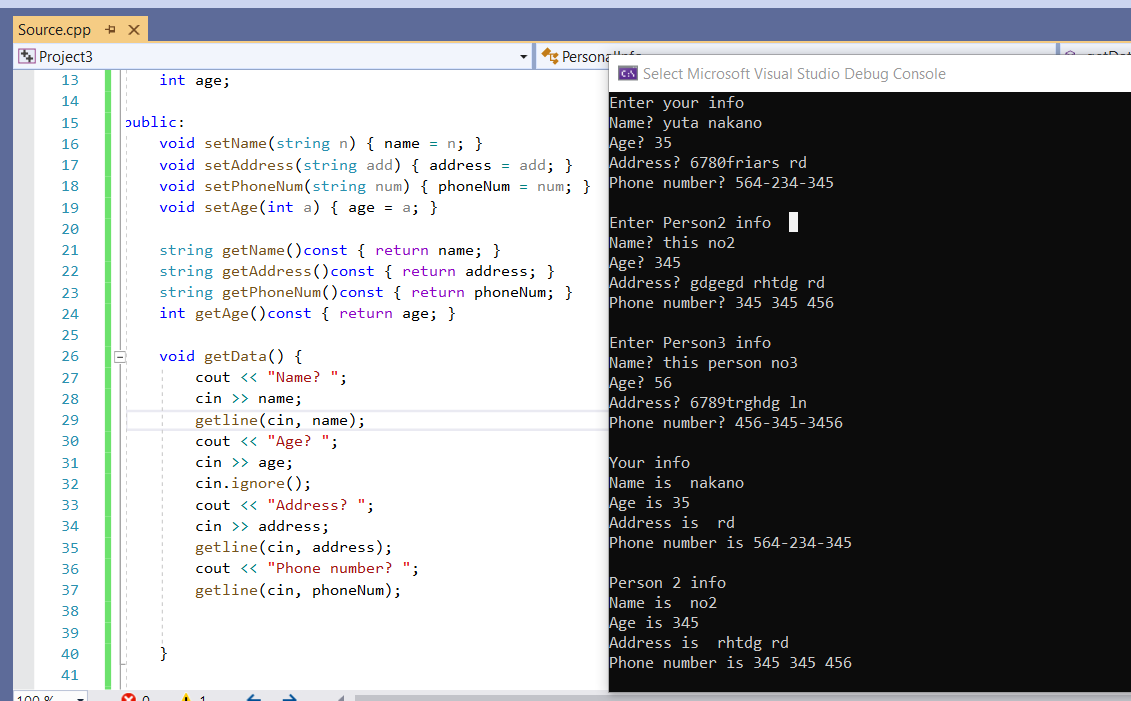 Source.cpp
Project3
Select Microsoft Visual Studio Debug Console
13 int age;
14
15 public:
16 void setName(string n) { name = n; }
17 void setAddress(string add) { address = add; }
18 void setPhoneNum(string num) { phoneNum = num; }
19 void setAge(int a) { age = a; }
20
21 string getName()const { return name; }
22 string getAddress()const { return address; }
23 string getPhoneNum()const { return phoneNum; }
24 int getAge()const { return age; }
25
26 void getData() {
27 cout << "Name? ";
28 cin >> name;
29 getline(cin, name);
30 cout << "Age? ";
31 cin >> age;
32 cin.ignore();
33 cout << "Address? ";
34 cin >> address;
35 getline(cin, address);
36 cout << "Phone number? ";
37 getline(cin, phoneNum);
38
39
40 }
41
100 %
0
1
Enter your info
Name? yuta nakano
Age? 35
Address? 6780friars rd
Phone number? 564-234-345
Enter Person2 info
Name? this no2
Age? 345
Address? gdgegd rhtdg rd
Phone number? 345 345 456
Enter Person3 info
Name? this person no3
Age? 56
Address? 6789trghdg ln
Phone number? 456-345-3456
Your info
Name is  nakano
Age is 35
Address is  rd
Phone number is 564-234-345
Person 2 info
Name is  no2
Age is 345
Address is  rhtdg rd
Phone number is 345 345 456